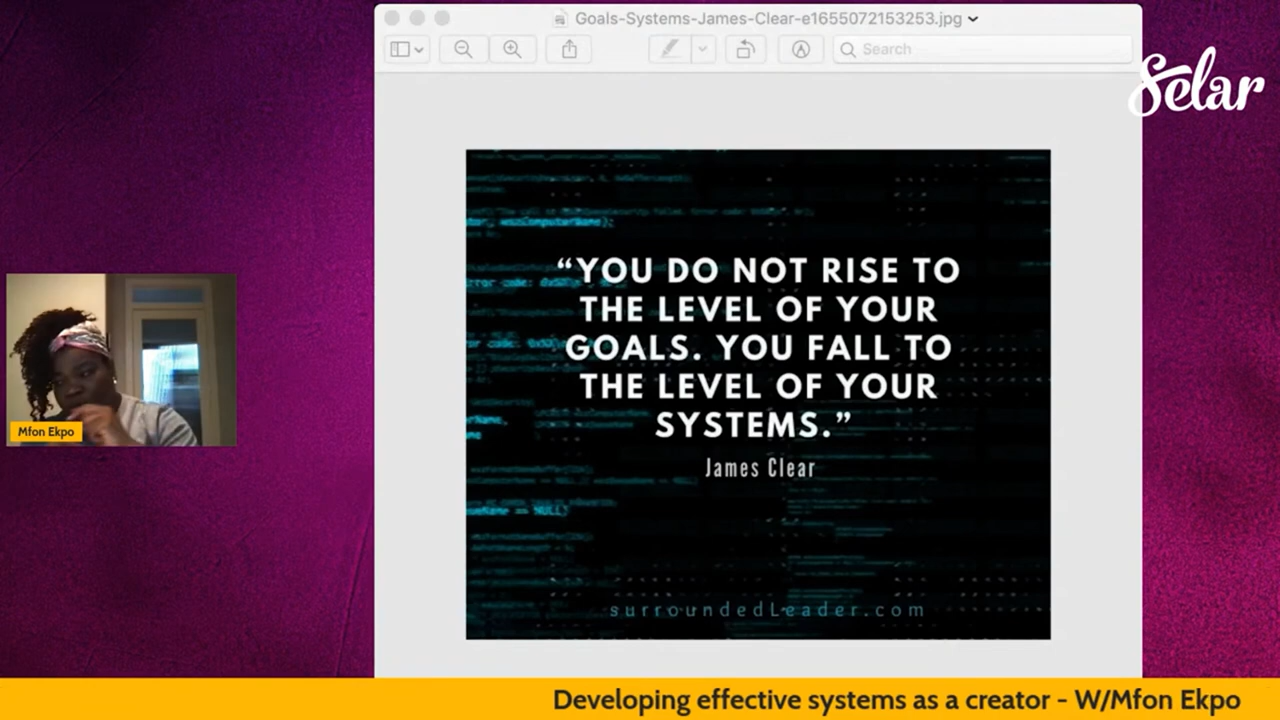 Goals-Systems-James-Clear-e1655072153253.jpg
Search
Selar
“YOU DO NOT RISE TO
THE LEVEL OF YOUR
GOALS. YOU FALL TO
THE LEVEL OF YOUR
SYSTEMS.”
James Clear
surroundedLeader.com
Mfon Ekpo
Developing effective systems as a creator - W/Mfon Ekpo